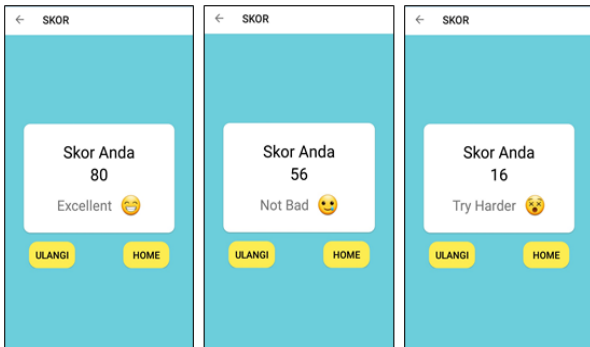 ← SKOR
Skor Anda
80
Excellent 😁
ULANGI HOME
← SKOR
Skor Anda
56
Not Bad 🥲
ULANGI HOME
← SKOR
Skor Anda
16
Try Harder 😵
ULANGI HOME